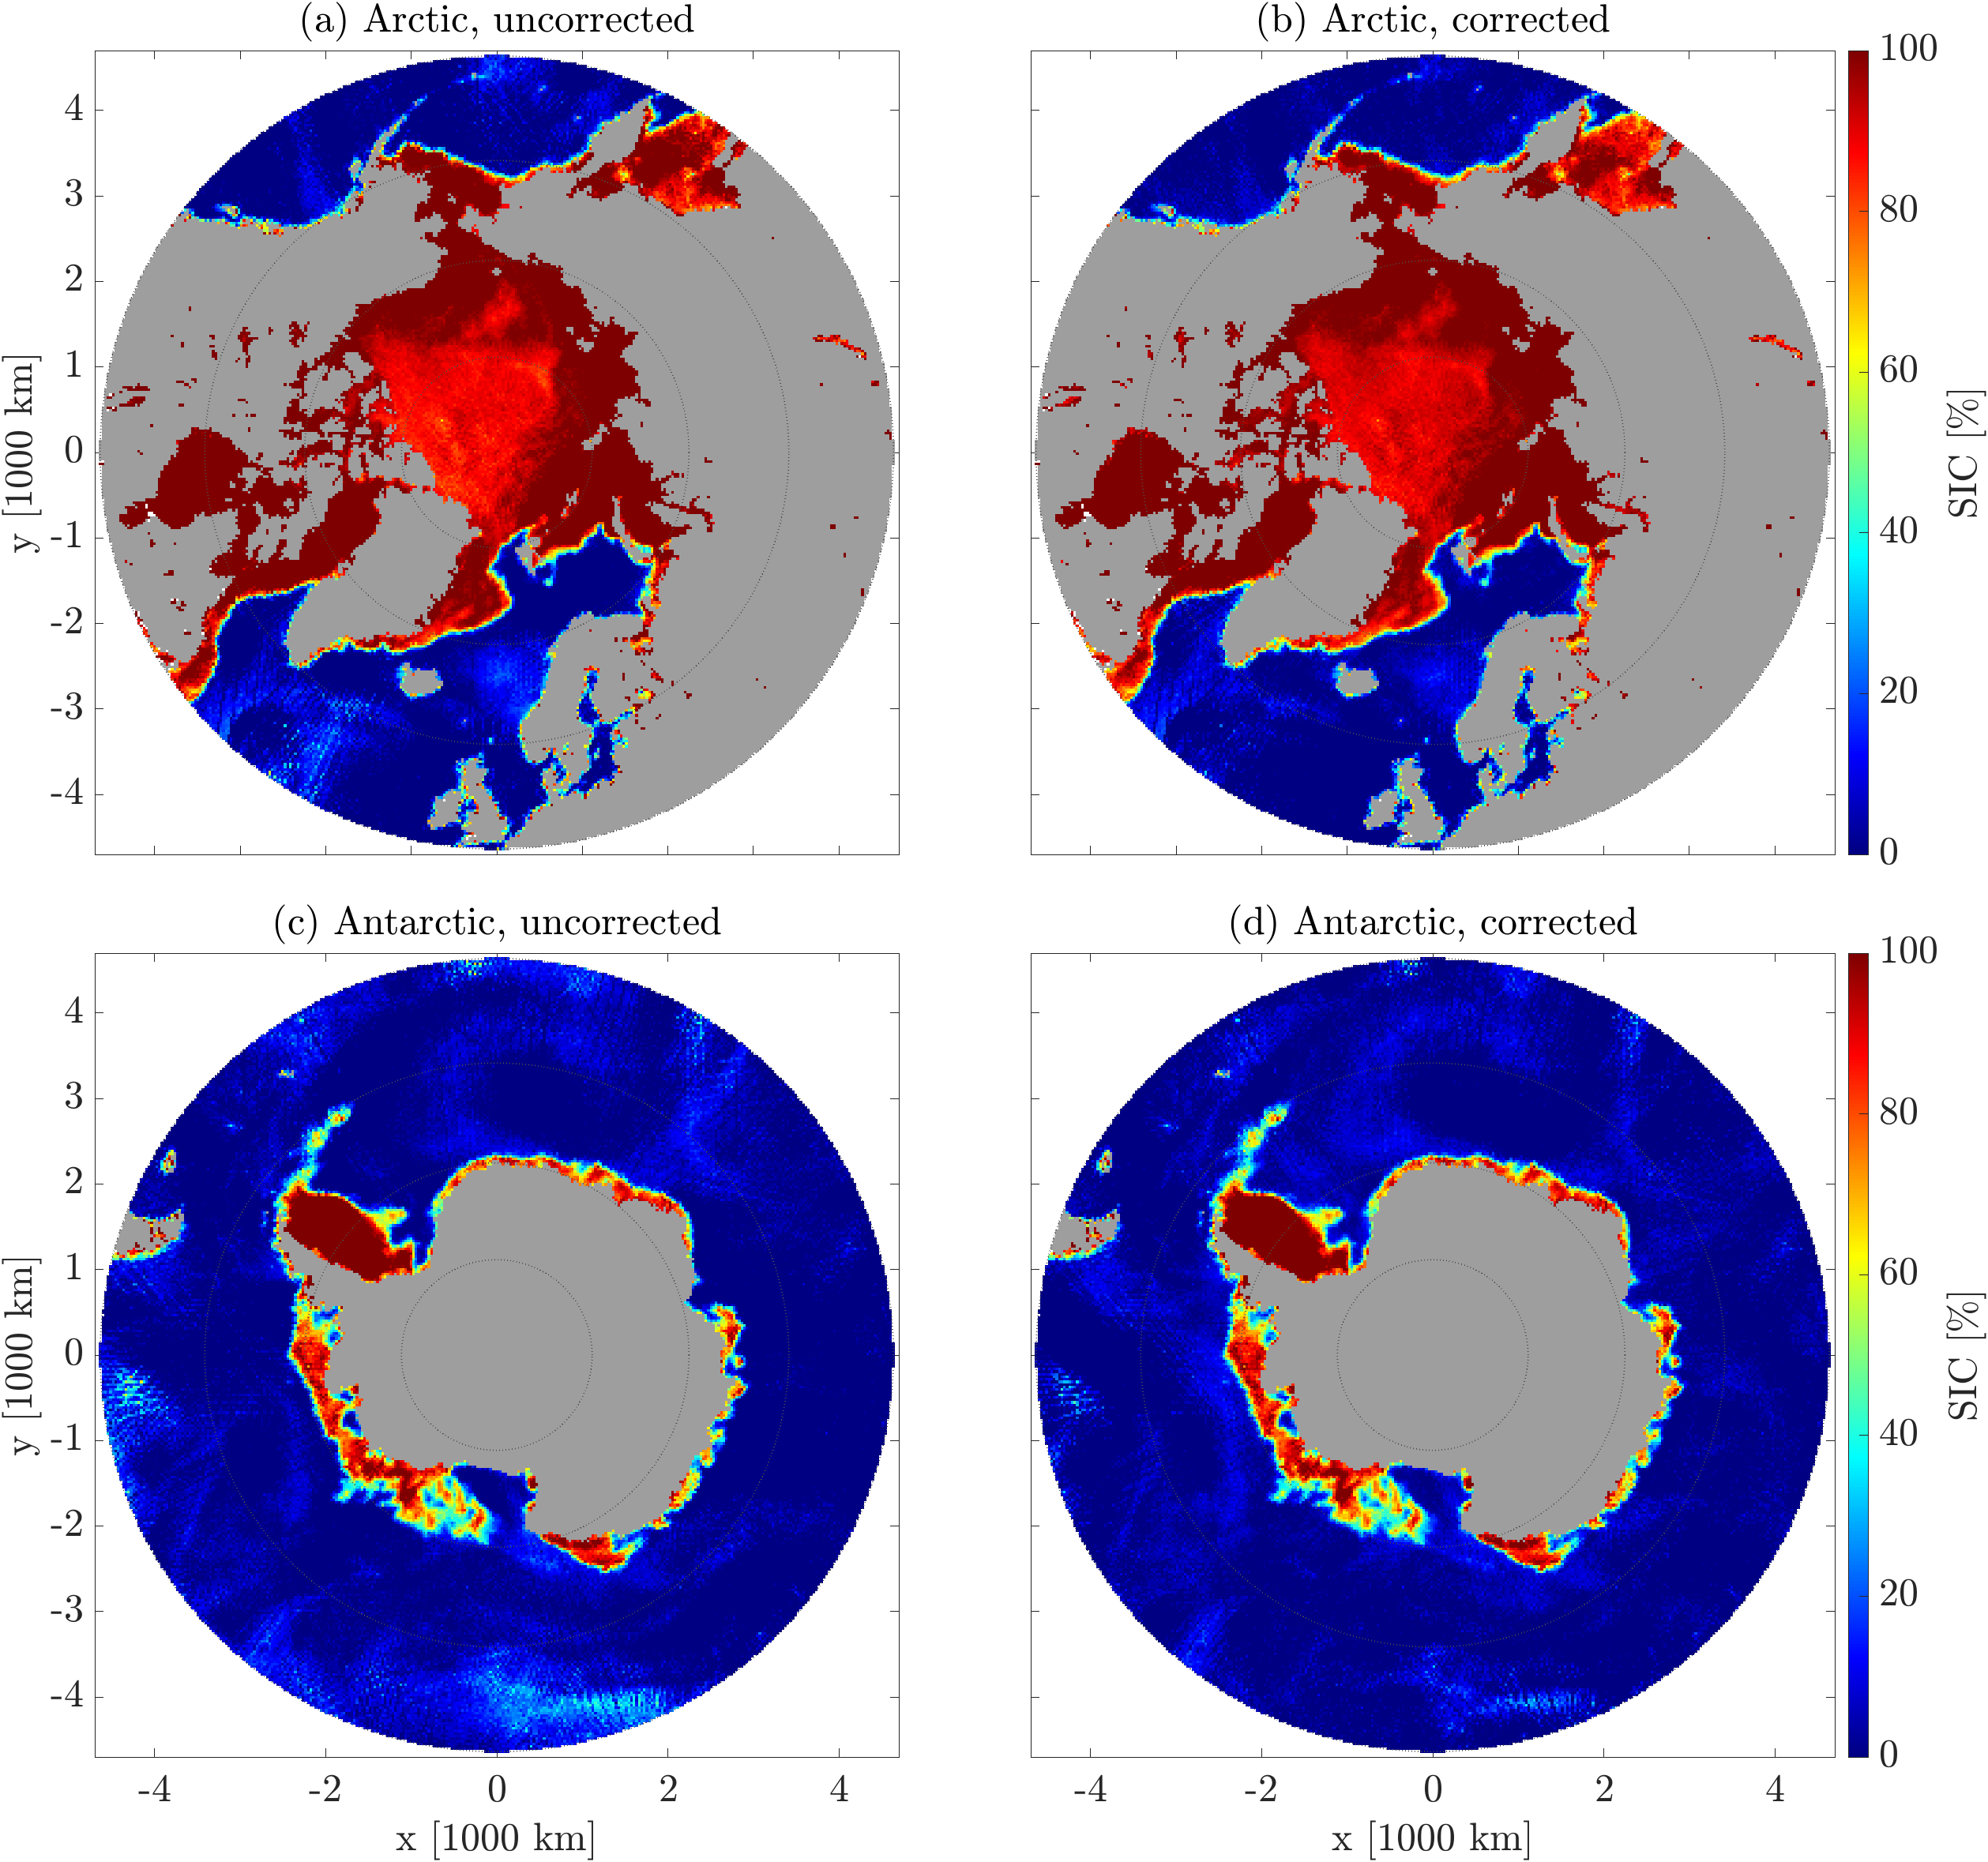 (a) Arctic, uncorrected
(b) Arctic, corrected
4
3
2
1
0
-1
-2
-3
-4
y [1000 km]
100
80
60
40
20
0
SIC [%]
(c) Antarctic, uncorrected
(d) Antarctic, corrected
4
3
2
1
0
-1
-2
-3
-4
y [1000 km]
100
80
60
40
20
0
SIC [%]
-4 -2 0 2 4
-4 -2 0 2 4
x [1000 km]
x [1000 km]